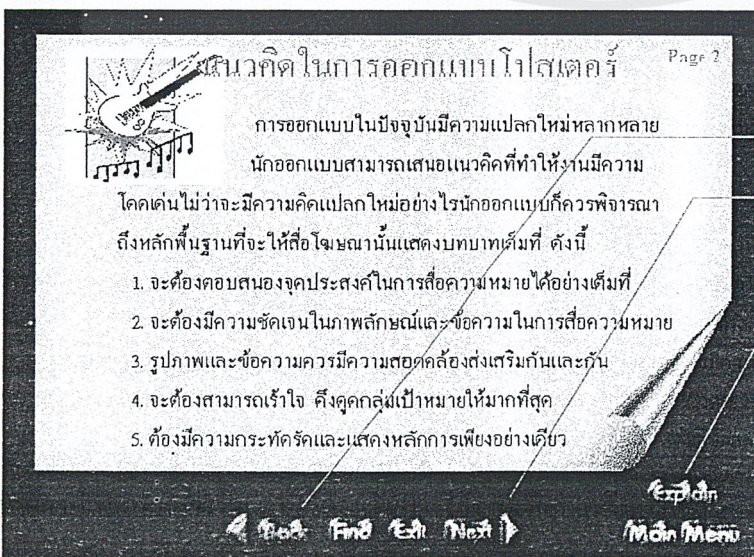 แนวคิดในการออกแบบโปสเตอร์
Page 2
การออกแบบในปัจจุบันมีความแปลกใหม่หลากหลาย
นักออกแบบสามารถเสนอแนวคิดที่ทำให้งานมีความ
โดดเด่นไม่ว่าจะมีความคิดแปลกใหม่อย่างไรนักออกแบบก็ควรพิจารณา
ถึงหลักพื้นฐานที่จะให้สื่อโฆษณานั้นแสดงบทบาทเต็มที่ ดังนี้
1. จะต้องตอบสนองจุดประสงค์ในการสื่อความหมายได้อย่างเต็มที่
2. จะต้องมีความชัดเจนในภาพลักษณ์และข้อความในการสื่อความหมาย
3. รูปภาพและข้อความควรมีความสอดคล้องส่งเสริมกันและกัน
4. จะต้องสามารถเร้าใจ ดึงดูดกลุ่มเป้าหมายให้มากที่สุด
5. ต้องมีความกระทัดรัดและแสดงหลักการเพียงอย่างเดียว
Explain
Back Find Exit Next Main Menu